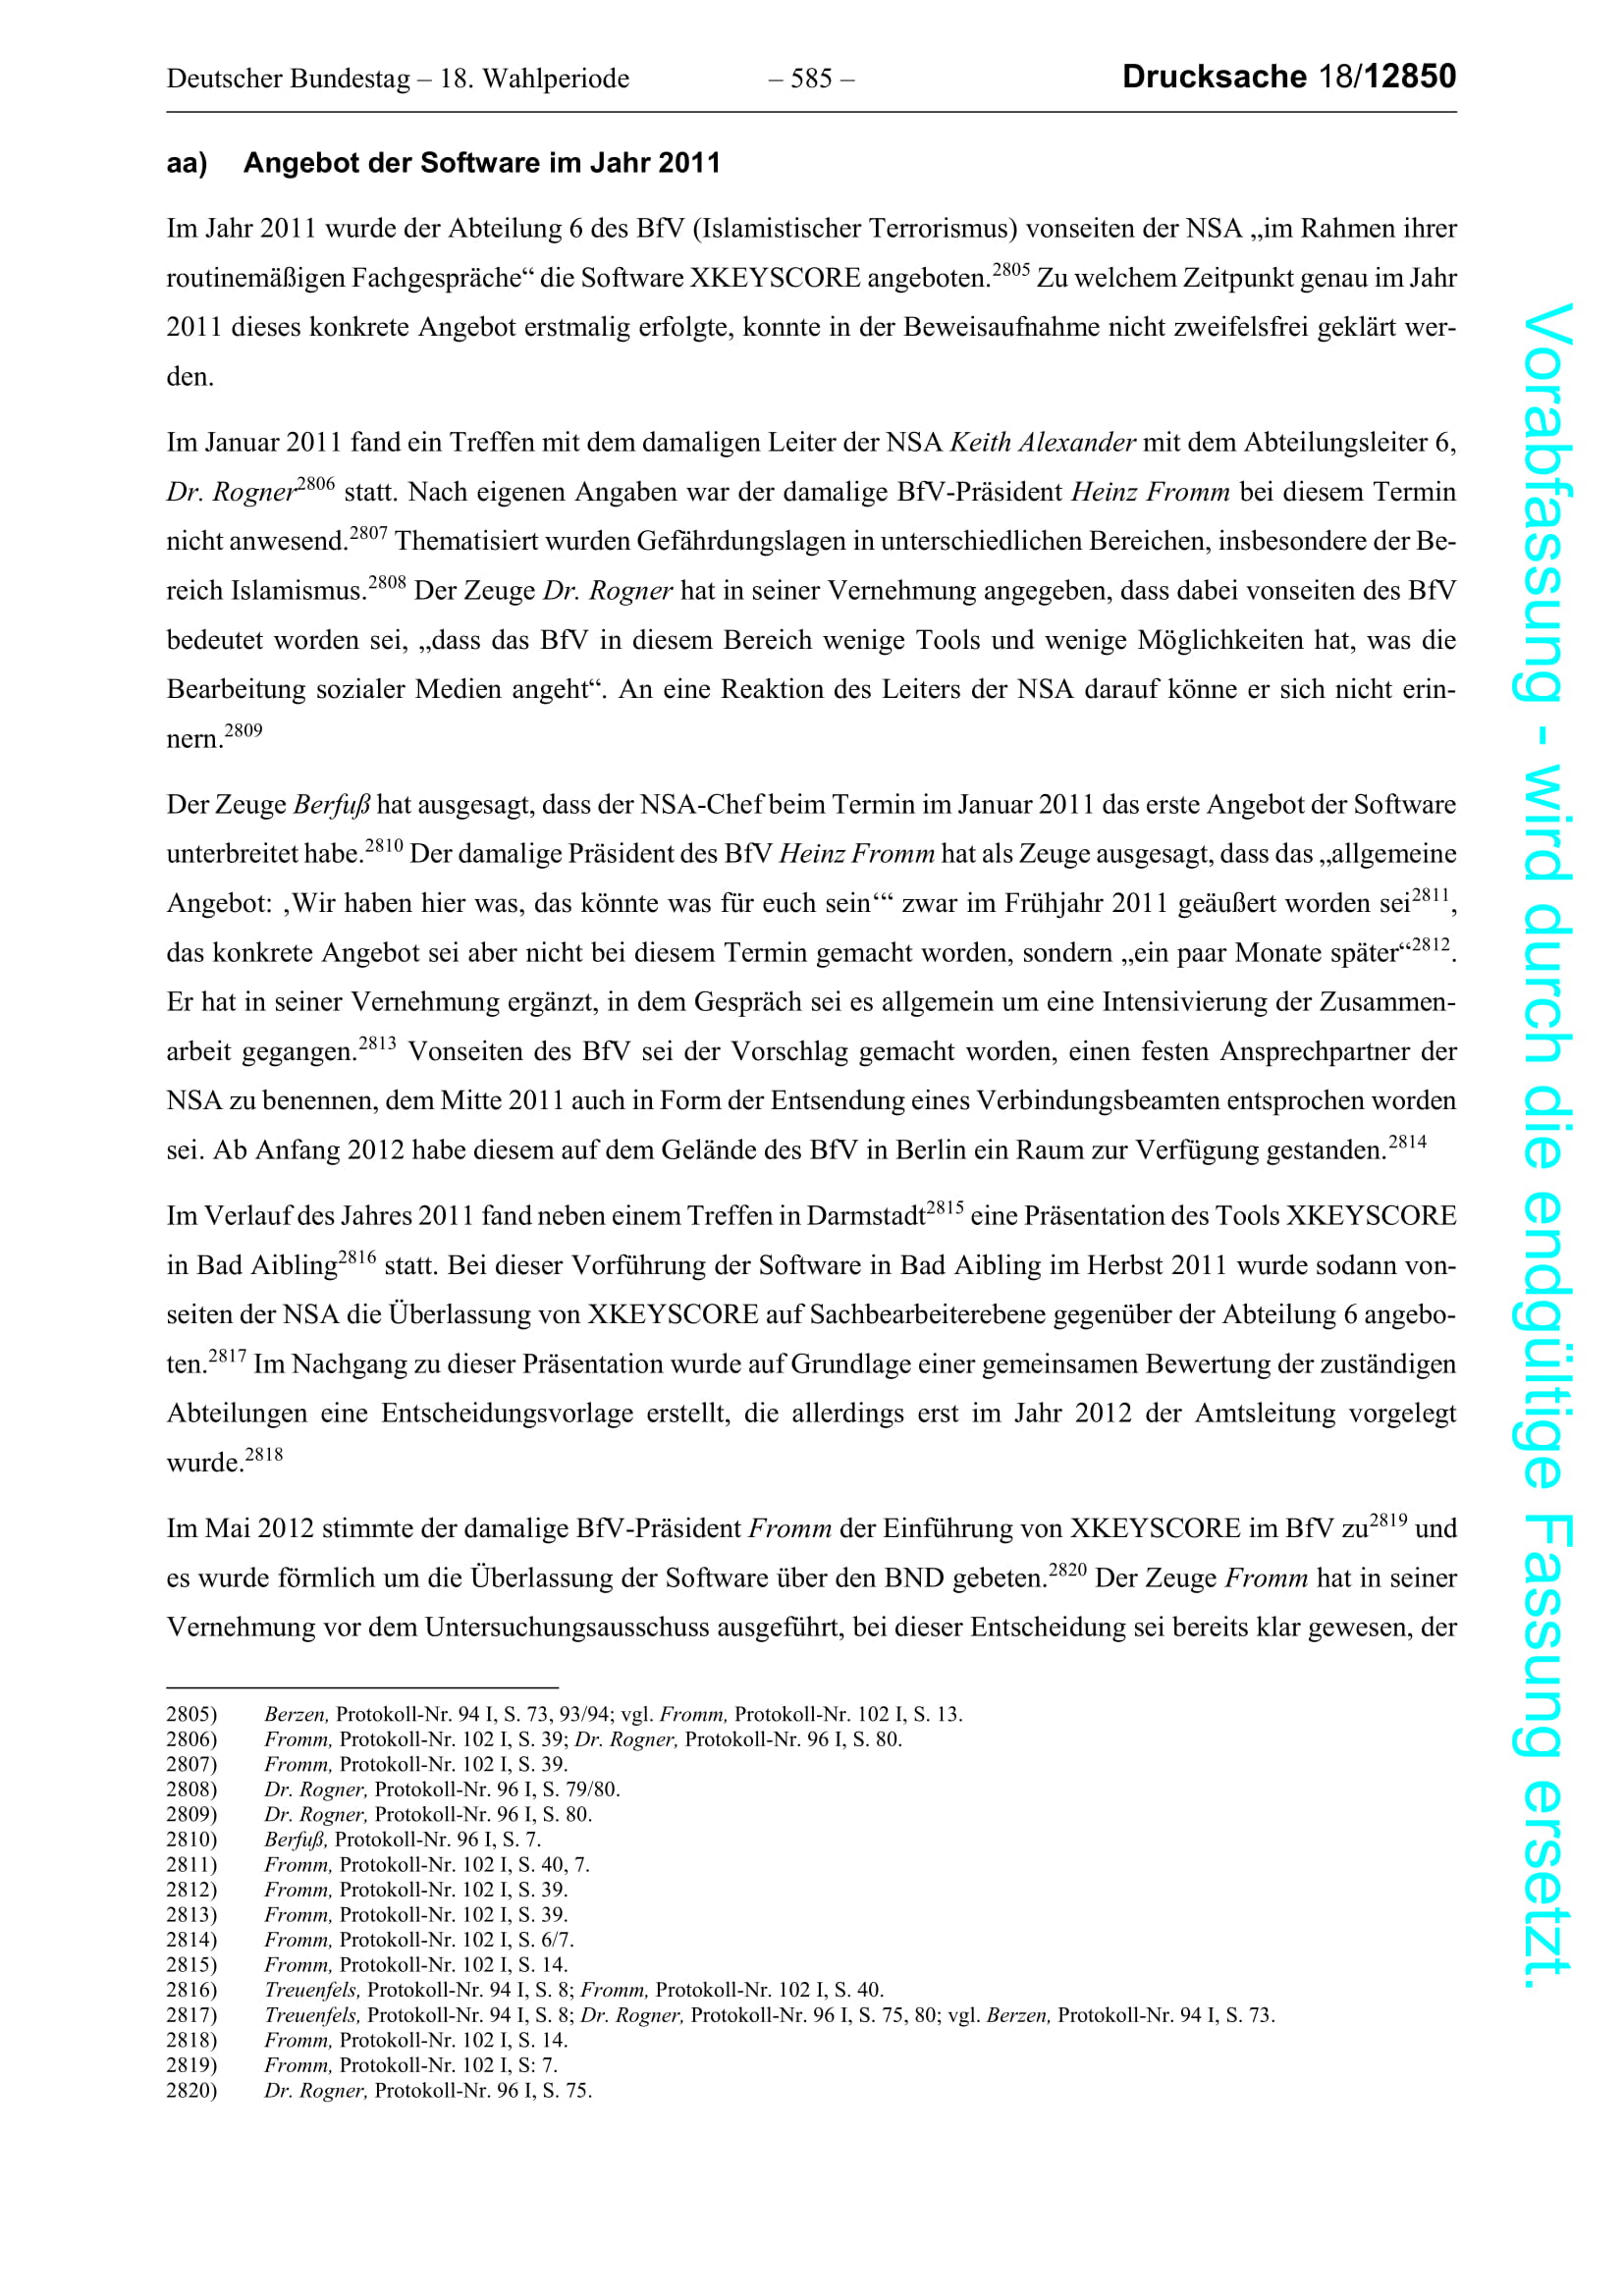 Deutscher Bundestag – 18. Wahlperiode – 585 – Drucksache 18/12850
aa) Angebot der Software im Jahr 2011
Im Jahr 2011 wurde der Abteilung 6 des BfV (Islamistischer Terrorismus) vonseiten der NSA „im Rahmen ihrer
routinemäßigen Fachgespräche“ die Software XKEYSCORE angeboten.2805 Zu welchem Zeitpunkt genau im Jahr
2011 dieses konkrete Angebot erstmalig erfolgte, konnte in der Beweisaufnahme nicht zweifelsfrei geklärt wer-
den.
Im Januar 2011 fand ein Treffen mit dem damaligen Leiter der NSA Keith Alexander mit dem Abteilungsleiter 6,
Dr. Rogner2806 statt. Nach eigenen Angaben war der damalige BfV-Präsident Heinz Fromm bei diesem Termin
nicht anwesend.2807 Thematisiert wurden Gefährdungslagen in unterschiedlichen Bereichen, insbesondere der Be-
reich Islamismus.2808 Der Zeuge Dr. Rogner hat in seiner Vernehmung angegeben, dass dabei vonseiten des BfV
bedeutet worden sei, „dass das BfV in diesem Bereich wenige Tools und wenige Möglichkeiten hat, was die
Bearbeitung sozialer Medien angeht“. An eine Reaktion des Leiters der NSA darauf könne er sich nicht erin-
nern.2809
Der Zeuge Berfuß hat ausgesagt, dass der NSA-Chef beim Termin im Januar 2011 das erste Angebot der Software
unterbreitet habe.2810 Der damalige Präsident des BfV Heinz Fromm hat als Zeuge ausgesagt, dass das „allgemeine
Angebot: ‚Wir haben hier was, das könnte was für euch sein‘“ zwar im Frühjahr 2011 geäußert worden sei2811,
das konkrete Angebot sei aber nicht bei diesem Termin gemacht worden, sondern „ein paar Monate später“2812.
Er hat in seiner Vernehmung ergänzt, in dem Gespräch sei es allgemein um eine Intensivierung der Zusammen-
arbeit gegangen.2813 Vonseiten des BfV sei der Vorschlag gemacht worden, einen festen Ansprechpartner der
NSA zu benennen, dem Mitte 2011 auch in Form der Entsendung eines Verbindungsbeamten entsprochen worden
sei. Ab Anfang 2012 habe diesem auf dem Gelände des BfV in Berlin ein Raum zur Verfügung gestanden.2814
Im Verlauf des Jahres 2011 fand neben einem Treffen in Darmstadt2815 eine Präsentation des Tools XKEYSCORE
in Bad Aibling2816 statt. Bei dieser Vorführung der Software in Bad Aibling im Herbst 2011 wurde sodann von-
seiten der NSA die Überlassung von XKEYSCORE auf Sachbearbeiterebene gegenüber der Abteilung 6 angebo-
ten.2817 Im Nachgang zu dieser Präsentation wurde auf Grundlage einer gemeinsamen Bewertung der zuständigen
Abteilungen eine Entscheidungsvorlage erstellt, die allerdings erst im Jahr 2012 der Amtsleitung vorgelegt
wurde.2818
Im Mai 2012 stimmte der damalige BfV-Präsident Fromm der Einführung von XKEYSCORE im BfV zu2819 und
es wurde förmlich um die Überlassung der Software über den BND gebeten.2820 Der Zeuge Fromm hat in seiner
Vernehmung vor dem Untersuchungsausschuss ausgeführt, bei dieser Entscheidung sei bereits klar gewesen, der
2805) Berzen, Protokoll-Nr. 94 I, S. 73, 93/94; vgl. Fromm, Protokoll-Nr. 102 I, S. 13.
2806) Fromm, Protokoll-Nr. 102 I, S. 39; Dr. Rogner, Protokoll-Nr. 96 I, S. 80.
2807) Fromm, Protokoll-Nr. 102 I, S. 39.
2808) Dr. Rogner, Protokoll-Nr. 96 I, S. 79/80.
2809) Dr. Rogner, Protokoll-Nr. 96 I, S. 80.
2810) Berfuß, Protokoll-Nr. 96 I, S. 7.
2811) Fromm, Protokoll-Nr. 102 I, S. 40, 7.
2812) Fromm, Protokoll-Nr. 102 I, S. 39.
2813) Fromm, Protokoll-Nr. 102 I, S. 39.
2814) Fromm, Protokoll-Nr. 102 I, S. 6/7.
2815) Fromm, Protokoll-Nr. 102 I, S. 14.
2816) Treuenfels, Protokoll-Nr. 94 I, S. 8; Fromm, Protokoll-Nr. 102 I, S. 40.
2817) Treuenfels, Protokoll-Nr. 94 I, S. 8; Dr. Rogner, Protokoll-Nr. 96 I, S. 75, 80; vgl. Berzen, Protokoll-Nr. 94 I, S. 73.
2818) Fromm, Protokoll-Nr. 102 I, S. 14.
2819) Fromm, Protokoll-Nr. 102 I, S: 7.
2820) Dr. Rogner, Protokoll-Nr. 96 I, S. 75.
Vorabfassung - wird durch die endgültige Fassung ersetzt.